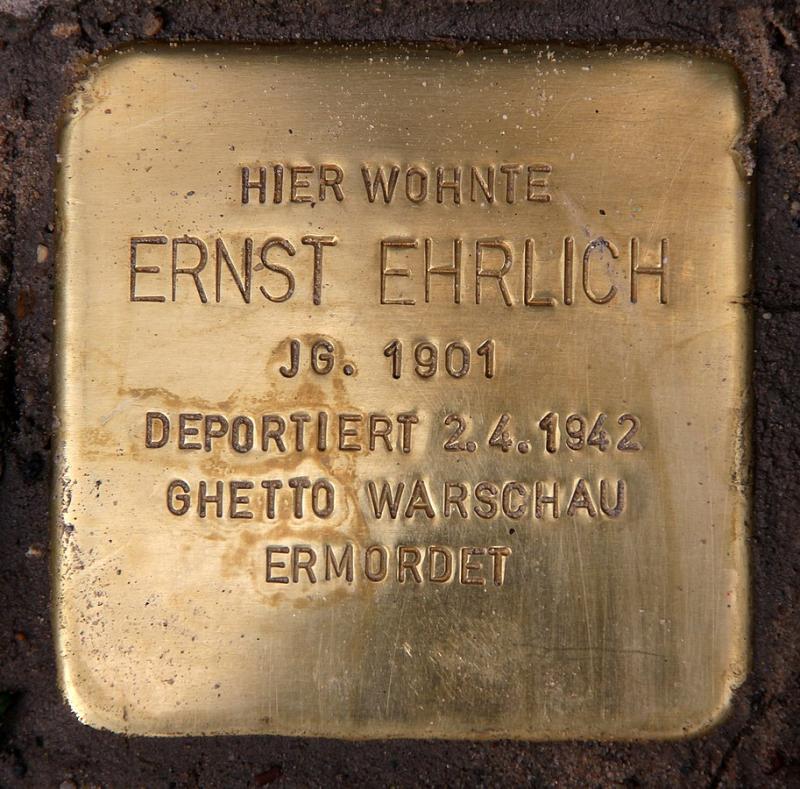 HIER WOHNTE
ERNST EHRLICH
JG. 1901
DEPORTIERT 2.4.1942
GHETTO WARSCHAU
ERMORDET